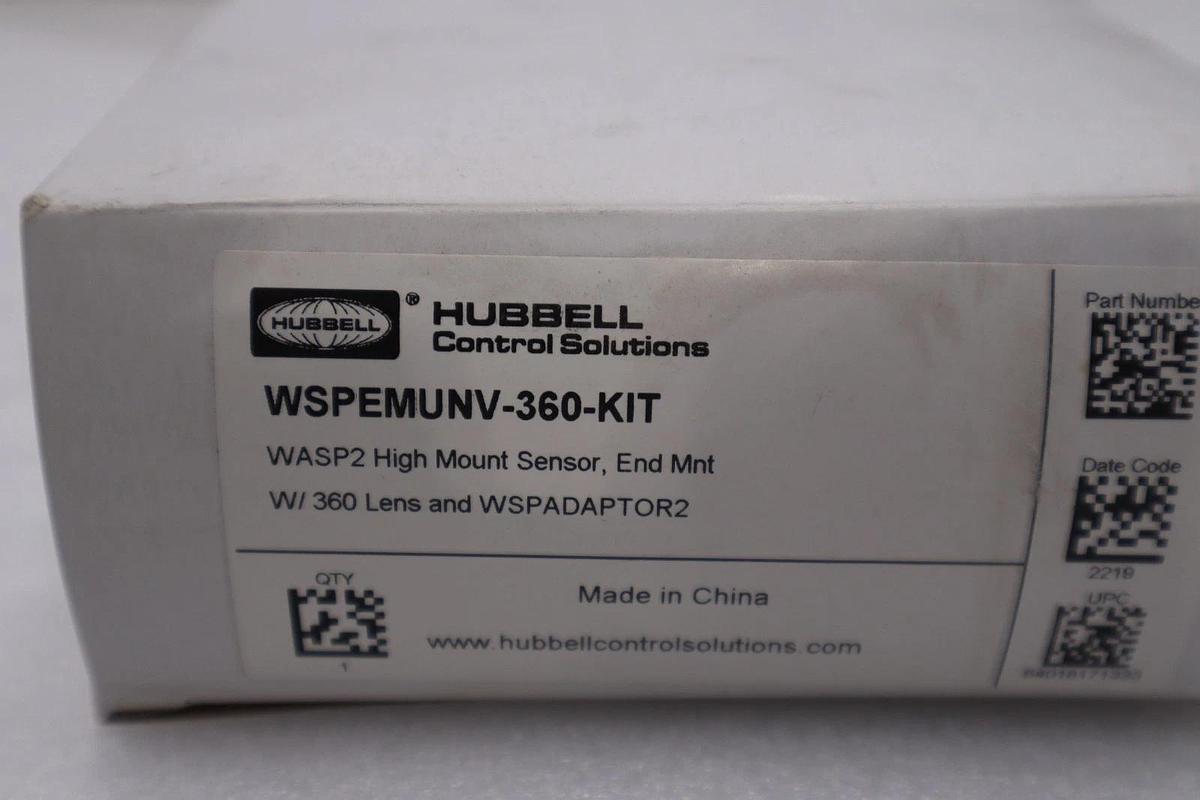 HUBBELL ® HUBBELL
Control Solutions
WSPEMUNV-360-KIT
WASP2 High Mount Sensor, End Mnt
W/ 360 Lens and WSPADAPTOR2
QTY
1
Made in China
www.hubbellcontrolsolutions.com
Part Numbe
Date Code
2219
UPC